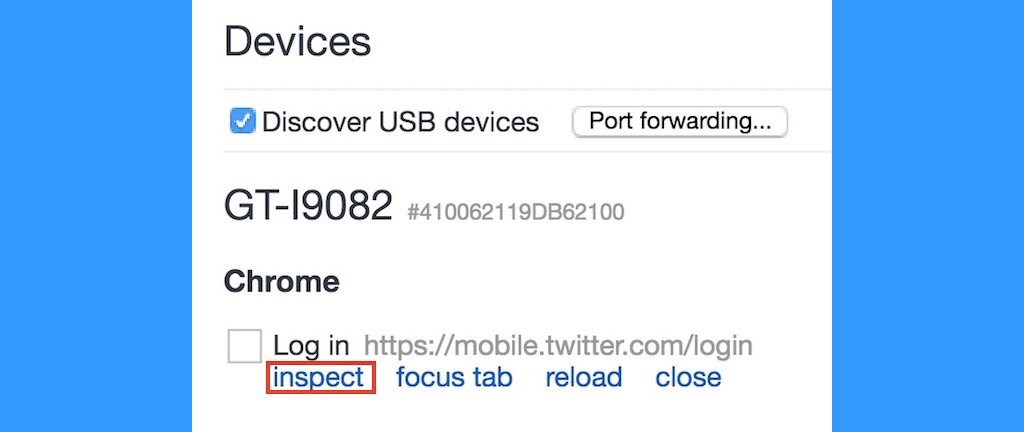 Devices
Discover USB devices Port forwarding...
GT-I9082 #410062119DB62100
Chrome
Log in https://mobile.twitter.com/login
inspect focus tab reload close